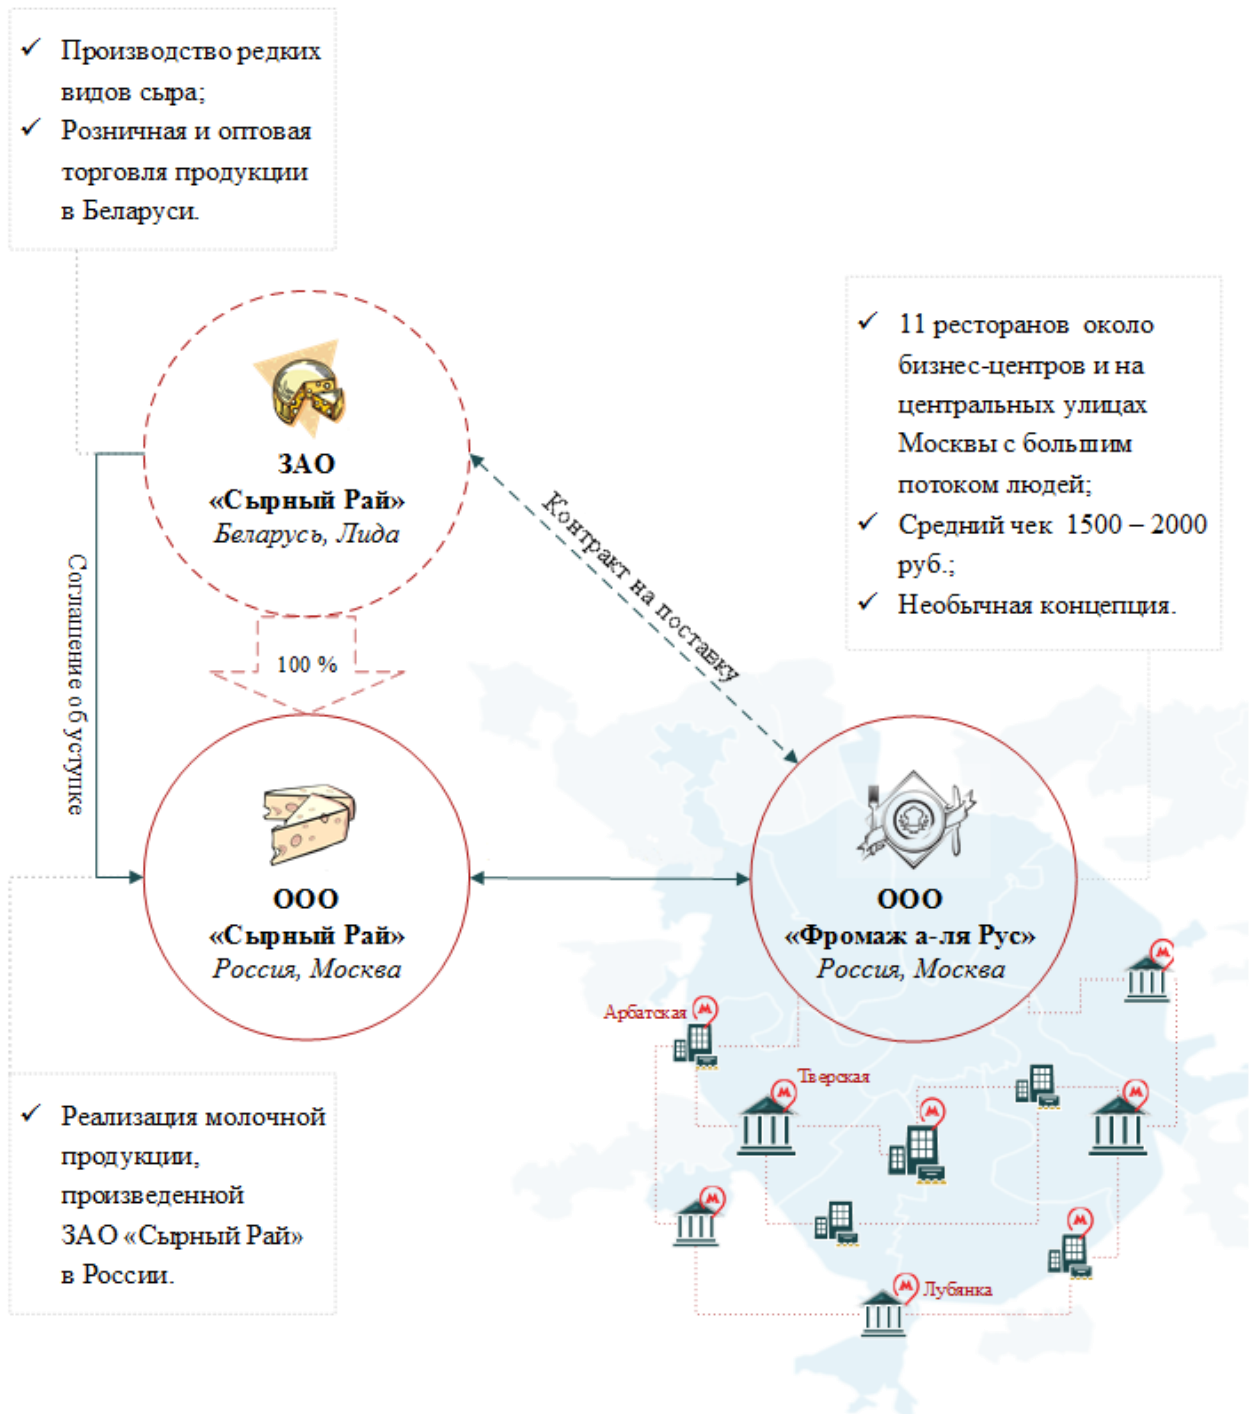 ✓ Производство редких
видов сыра;
✓ Розничная и оптовая
торговля продукции
в Беларуси.
ЗАО
«Сырный Рай»
Беларусь, Лида
✓ 11 ресторанов около
бизнес-центров и на
центральных улицах
Москвы с большим
потоком людей;
✓ Средний чек 1500 – 2000
руб.;
✓ Необычная концепция.
Контракт на поставку
Соглашение об уступке
100 %
ООО
«Сырный Рай»
Россия, Москва
ООО
«Фромаж а-ля Рус»
Россия, Москва
Арбатская
Тверская
Лубянка
✓ Реализация молочной
продукции,
произведенной
ЗАО «Сырный Рай»
в России.